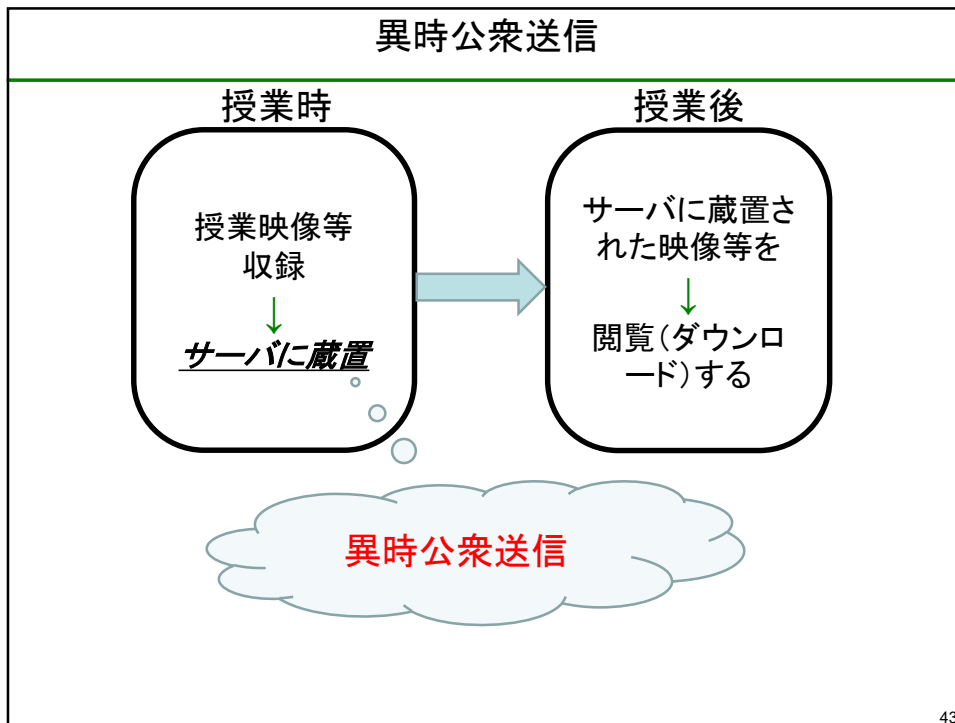 異時公衆送信
授業時
授業映像等
収録
↓
サーバに蔵置
授業後
サーバに蔵置さ
れた映像等を
↓
閲覧(ダウンロ
ード)する
異時公衆送信
43